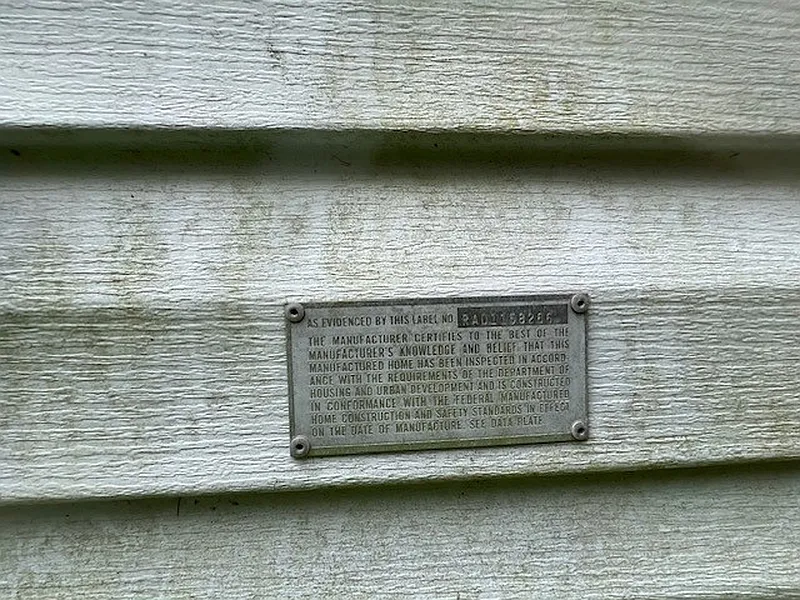 AS EVIDENCED BY THIS LABEL NO.
THE MANUFACTURER CERTIFIES TO THE BEST OF THE
MANUFACTURER'S KNOWLEDGE AND BELIEF THAT THIS
MANUFACTURED HOME HAS BEEN INSPECTED IN ACCORD-
ANCE WITH THE REQUIREMENTS OF THE DEPARTMENT OF
HOUSING AND URBAN DEVELOPMENT AND IS CONSTRUCTED
IN CONFORMANCE WITH THE FEDERAL MANUFACTURED
HOME CONSTRUCTION AND SAFETY STANDARDS IN EFFECT
ON THE DATE OF MANUFACTURE. SEE DATA PLATE